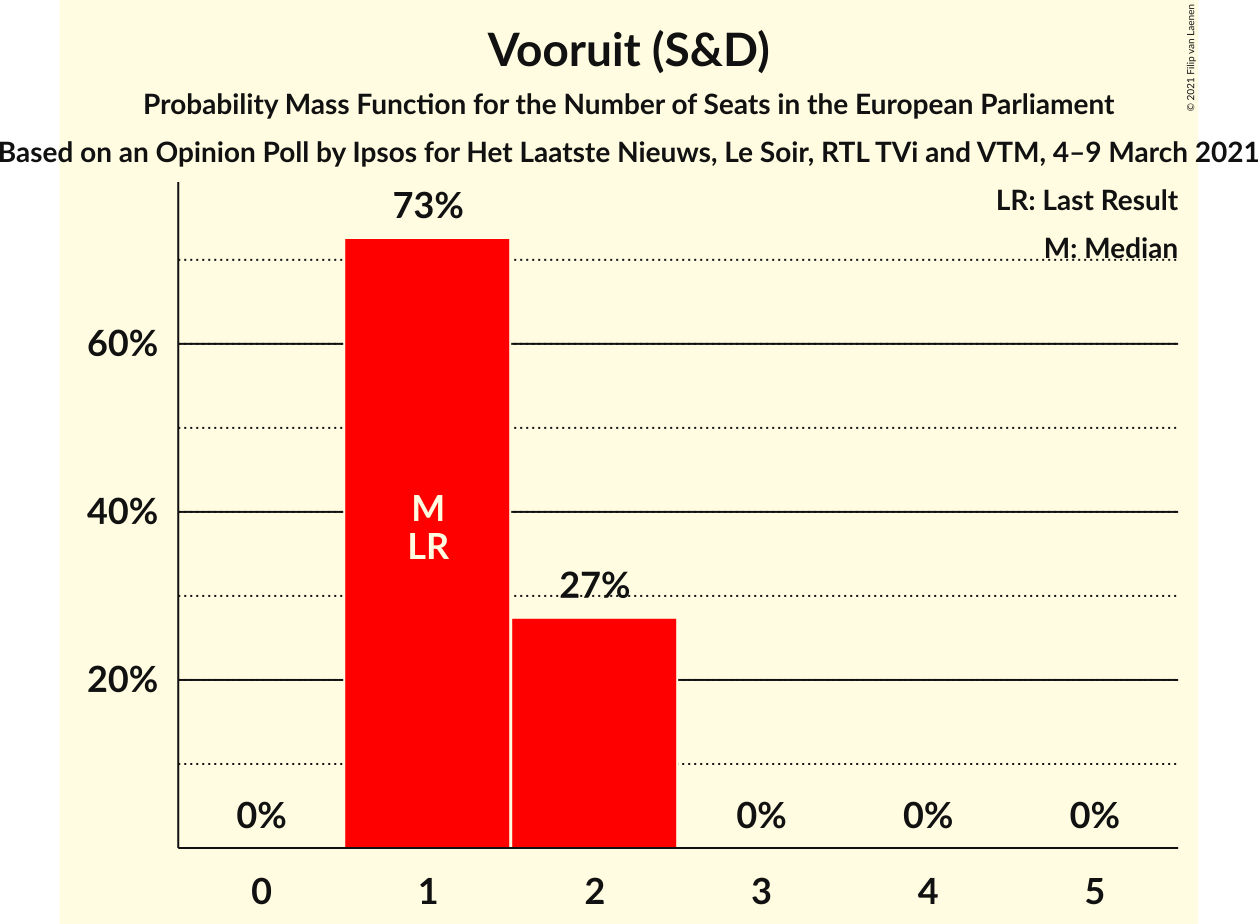 Vooruit (S&D)
Probability Mass Function for the Number of Seats in the European Parliament
Based on an Opinion Poll by Ipsos for Het Laatste Nieuws, Le Soir, RTL TVi and VTM, 4–9 March 2021
© 2021 Filip van Laenen
LR: Last Result
M: Median
73%
60%
40%
20%
M
LR
27%
0%
0%
0%
0%
0 1 2 3 4 5